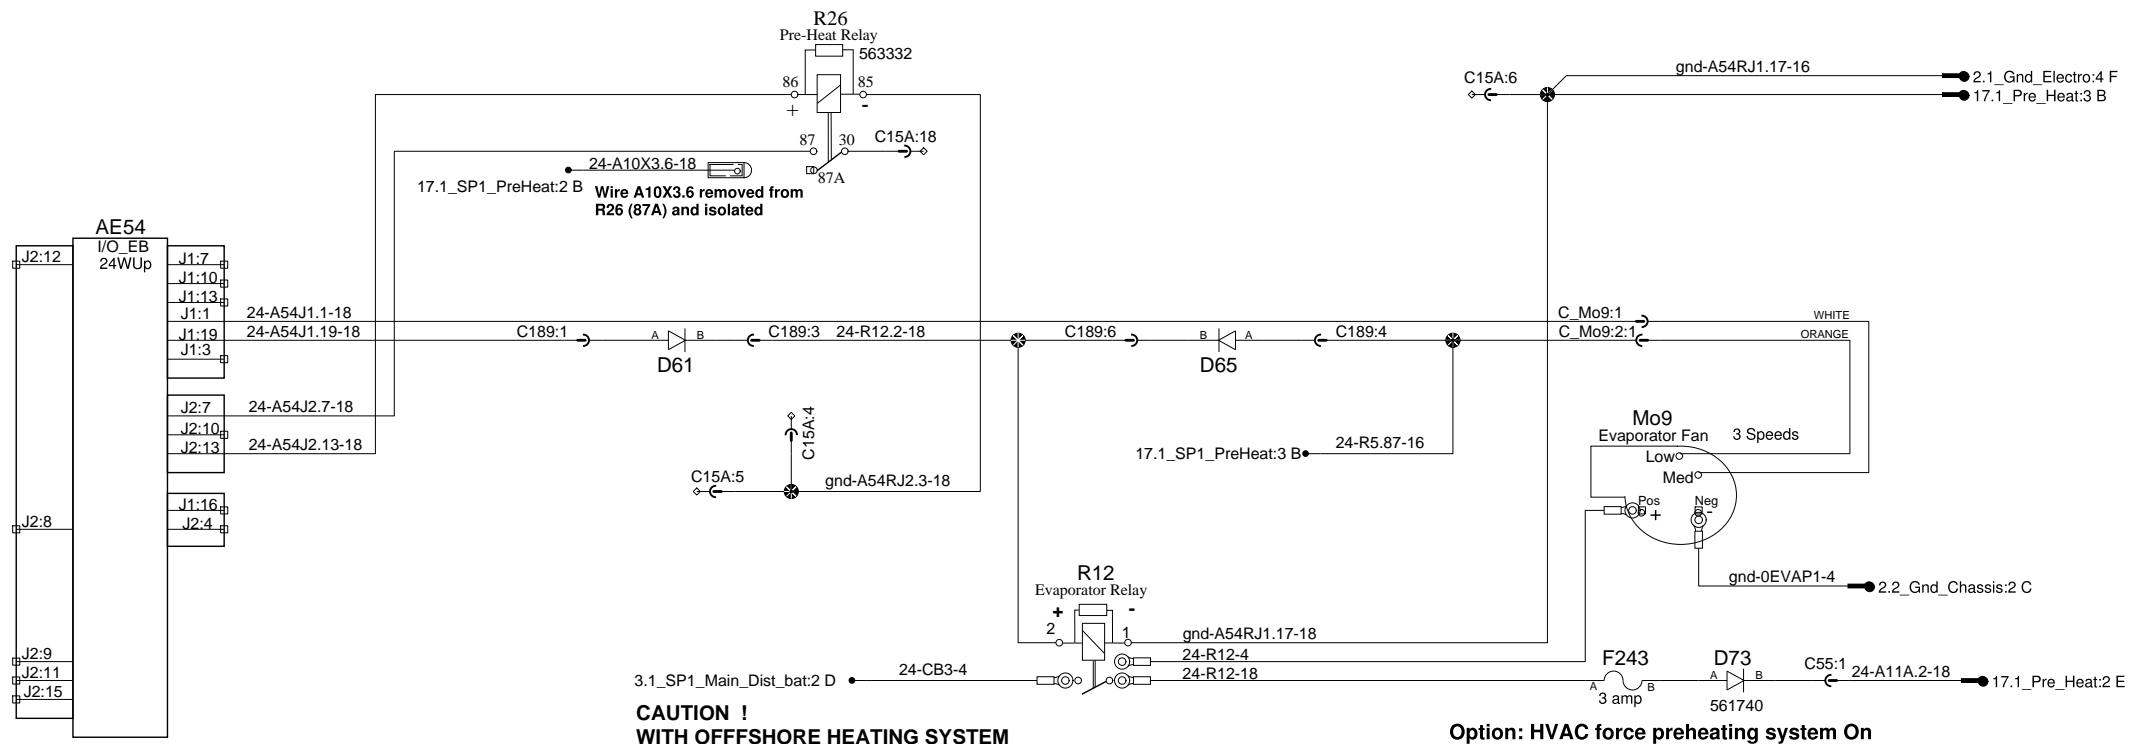 R26
Pre-Heat Relay
563332
86
85
+
-
87
30
C15A:18
87A
24-A10X3.6-18
17.1_SP1_PreHeat:2 B
Wire A10X3.6 removed from
R26 (87A) and isolated
C15A:6
gnd-A54RJ1.17-16
2.1_Gnd_Electro:4 F
17.1_Pre_Heat:3 B
AE54
I/O_EB
24WUp
J2:12
J1:7
J1:10
J1:13
J1:1
24-A54J1.1-18
J1:19
24-A54J1.19-18
J1:3
C189:1
A
B
D61
C189:3
24-R12.2-18
C189:6
B
A
D65
C189:4
C_Mo9:1
WHITE
C_Mo9:2:1
ORANGE
J2:7
24-A54J2.7-18
J2:10
J2:13
24-A54J2.13-18
C15A:4
C15A:5
gnd-A54RJ2.3-18
17.1_SP1_PreHeat:3 B
24-R5.87-16
Mo9
Evaporator Fan
3 Speeds
Low
Med
Pos
+
Neg
-
J1:16
J2:4
J2:8
gnd-0EVAP1-4
2.2_Gnd_Chassis:2 C
R12
Evaporator Relay
+
-
2
1
gnd-A54RJ1.17-18
24-R12-4
24-R12-18
J2:9
J2:11
J2:15
3.1_SP1_Main_Dist_bat:2 D
24-CB3-4
F243
A
B
3 amp
D73
A
B
561740
C55:1
24-A11A.2-18
17.1_Pre_Heat:2 E
CAUTION !
WITH OFFFSHORE HEATING SYSTEM
Option: HVAC force preheating system On